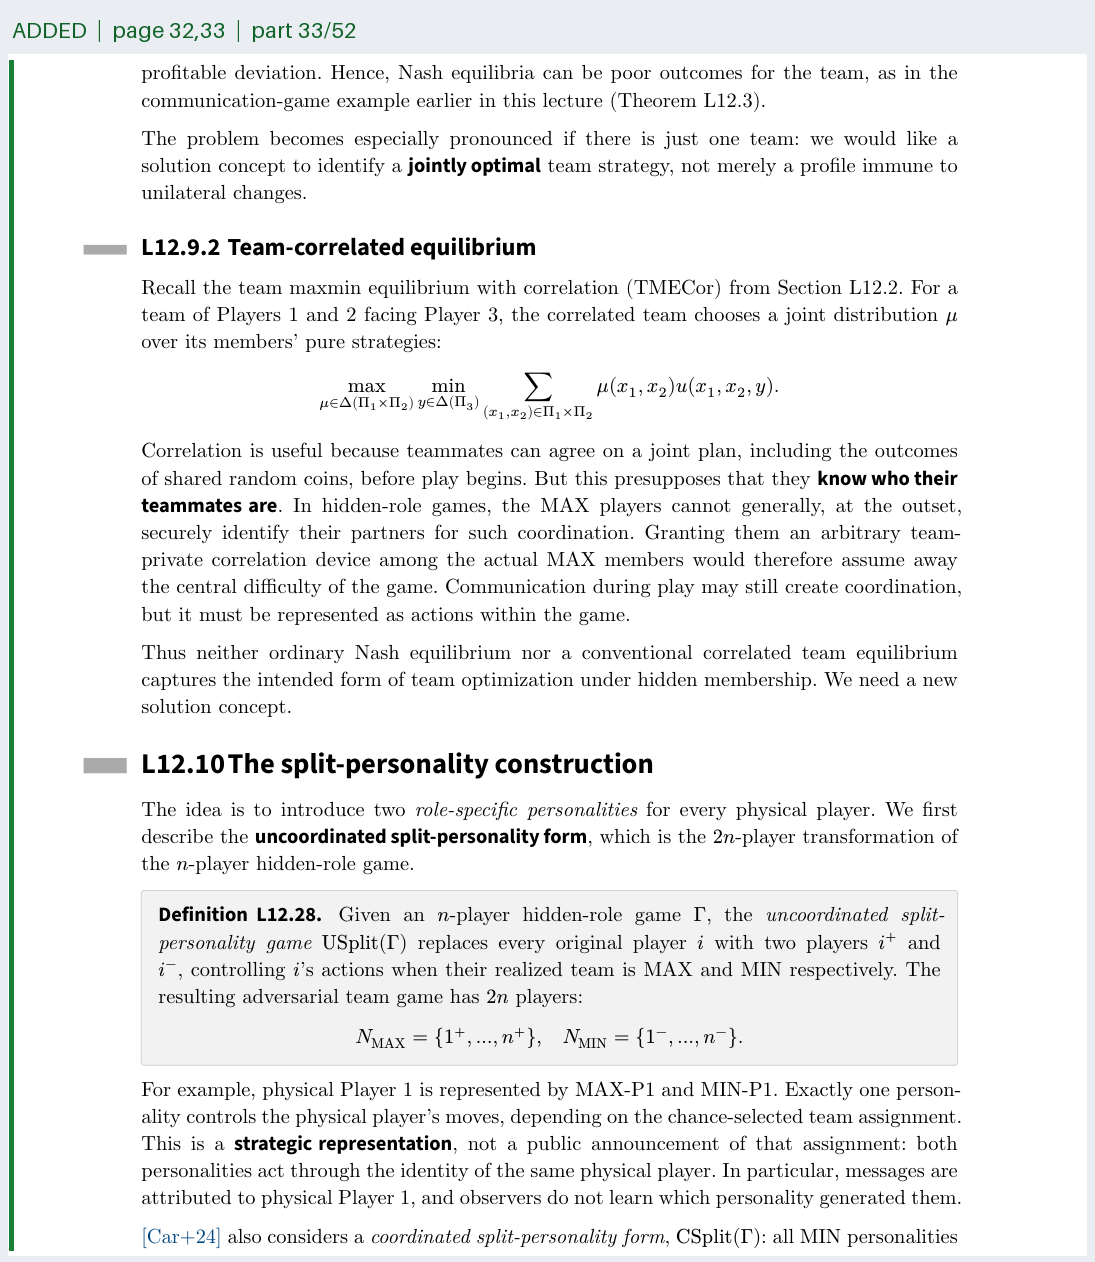 ADDED | page 32,33 | part 33/52
profitable deviation. Hence, Nash equilibria can be poor outcomes for the team, as in the
communication-game example earlier in this lecture (Theorem L12.3).
The problem becomes especially pronounced if there is just one team: we would like a
solution concept to identify a jointly optimal team strategy, not merely a profile immune to
unilateral changes.
L12.9.2 Team-correlated equilibrium
Recall the team maxmin equilibrium with correlation (TMECor) from Section L12.2. For a
team of Players 1 and 2 facing Player 3, the correlated team chooses a joint distribution μ
over its members' pure strategies:
max_{μ∈Δ(Π₁×Π₂)} min_{y∈Δ(Π₃)} ∑_{(x₁,x₂)∈Π₁×Π₂} μ(x₁, x₂)u(x₁, x₂, y).
Correlation is useful because teammates can agree on a joint plan, including the outcomes
of shared random coins, before play begins. But this presupposes that they know who their
teammates are. In hidden-role games, the MAX players cannot generally, at the outset,
securely identify their partners for such coordination. Granting them an arbitrary team-
private correlation device among the actual MAX members would therefore assume away
the central difficulty of the game. Communication during play may still create coordination,
but it must be represented as actions within the game.
Thus neither ordinary Nash equilibrium nor a conventional correlated team equilibrium
captures the intended form of team optimization under hidden membership. We need a new
solution concept.
L12.10 The split-personality construction
The idea is to introduce two role-specific personalities for every physical player. We first
describe the uncoordinated split-personality form, which is the 2n-player transformation of
the n-player hidden-role game.
Definition L12.28. Given an n-player hidden-role game Γ, the uncoordinated split-
personality game USplit(Γ) replaces every original player i with two players i⁺ and
i⁻, controlling i's actions when their realized team is MAX and MIN respectively. The
resulting adversarial team game has 2n players:
N_MAX = {1⁺, ..., n⁺}, N_MIN = {1⁻, ..., n⁻}.
For example, physical Player 1 is represented by MAX-P1 and MIN-P1. Exactly one person-
ality controls the physical player's moves, depending on the chance-selected team assignment.
This is a strategic representation, not a public announcement of that assignment: both
personalities act through the identity of the same physical player. In particular, messages are
attributed to physical Player 1, and observers do not learn which personality generated them.
[Car+24] also considers a coordinated split-personality form, CSplit(Γ): all MIN personalities